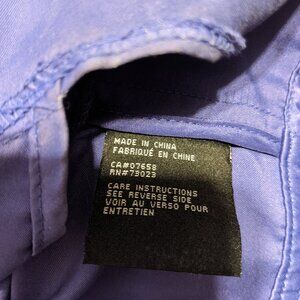 MADE IN CHINA
FABRIQUÉ EN CHINE
CA#07658
RN#73023
CARE INSTRUCTIONS
SEE REVERSE SIDE
VOIR AU VERSO POUR
ENTRETIEN